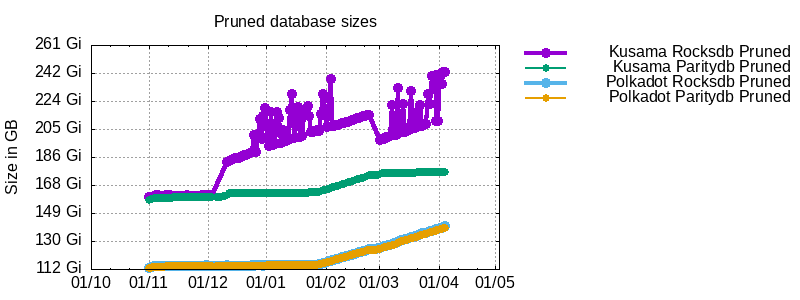 Pruned database sizes
261 Gi
242 Gi
224 Gi
205 Gi
186 Gi
168 Gi
149 Gi
130 Gi
112 Gi
Size in GB
01/10 01/11 01/12 01/01 01/02 01/03 01/04 01/05
Kusama Rocksdb Pruned
Kusama Paritydb Pruned
Polkadot Rocksdb Pruned
Polkadot Paritydb Pruned